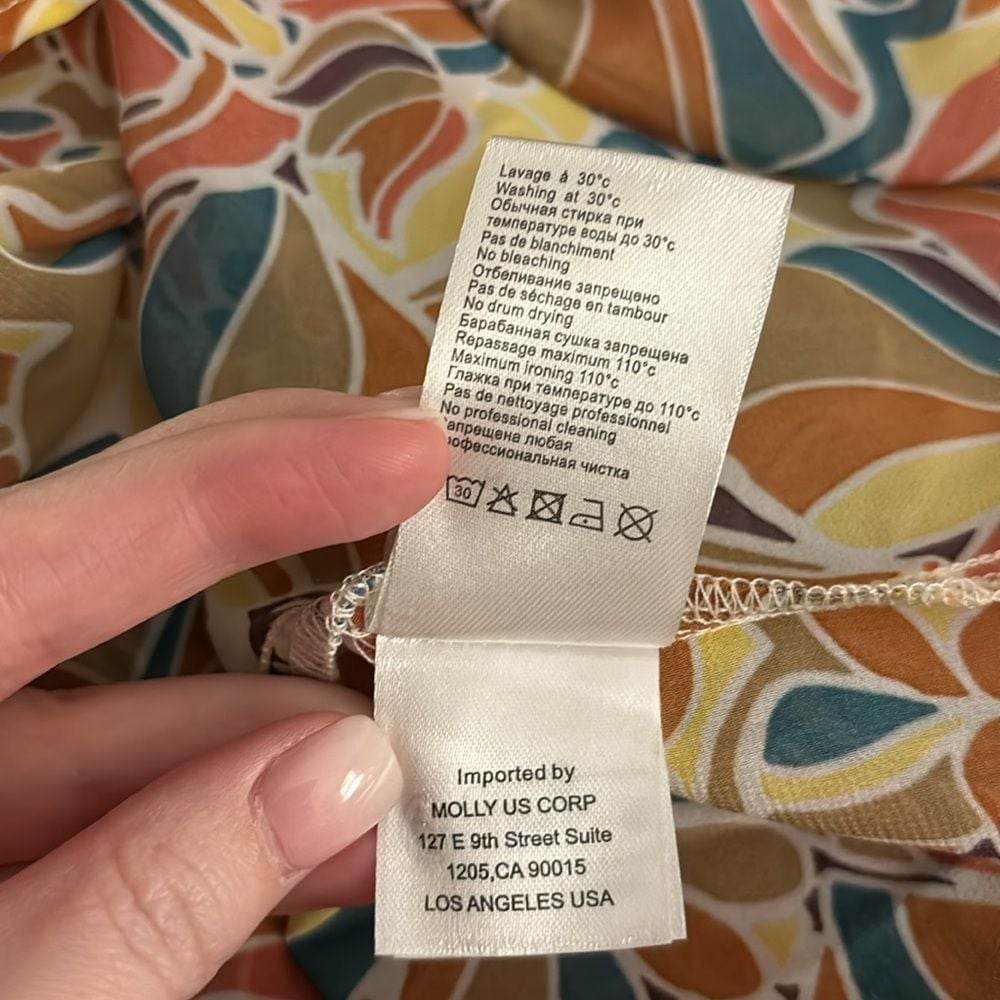 Lavage á 30°c
Washing at 30°c
Обычная стирка при
температуре воды до 30°c
Pas de blanchiment
No bleaching
Отбеливание запрещено
Pas de séchage en tambour
No drum drying
Барабанная сушка запрещена
Repassage maximum 110°c
Maximum ironing 110°c
Глажка при температуре до 110°c
Pas de nettoyage professionnel
No professional cleaning
апрещена любая
рофессиональная чистка
30
Imported by
MOLLY US CORP
127 E 9th Street Suite
1205,CA 90015
LOS ANGELES USA